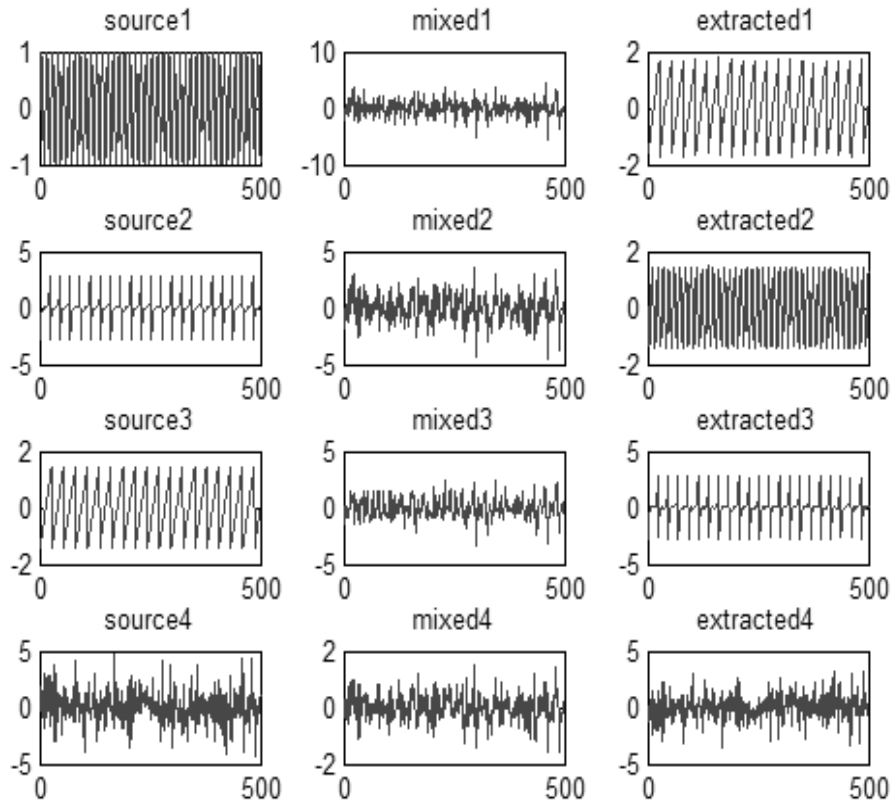 source1 mixed1 extracted1
1 10 2
0 0 0
-1 -10 -2
0 500 0 500 0 500
source2 mixed2 extracted2
5 5 2
0 0 0
-5 -5 -2
0 500 0 500 0 500
source3 mixed3 extracted3
2 5 5
0 0 0
-2 -5 -5
0 500 0 500 0 500
source4 mixed4 extracted4
5 2 5
0 0 0
-5 -2 -5
0 500 0 500 0 500